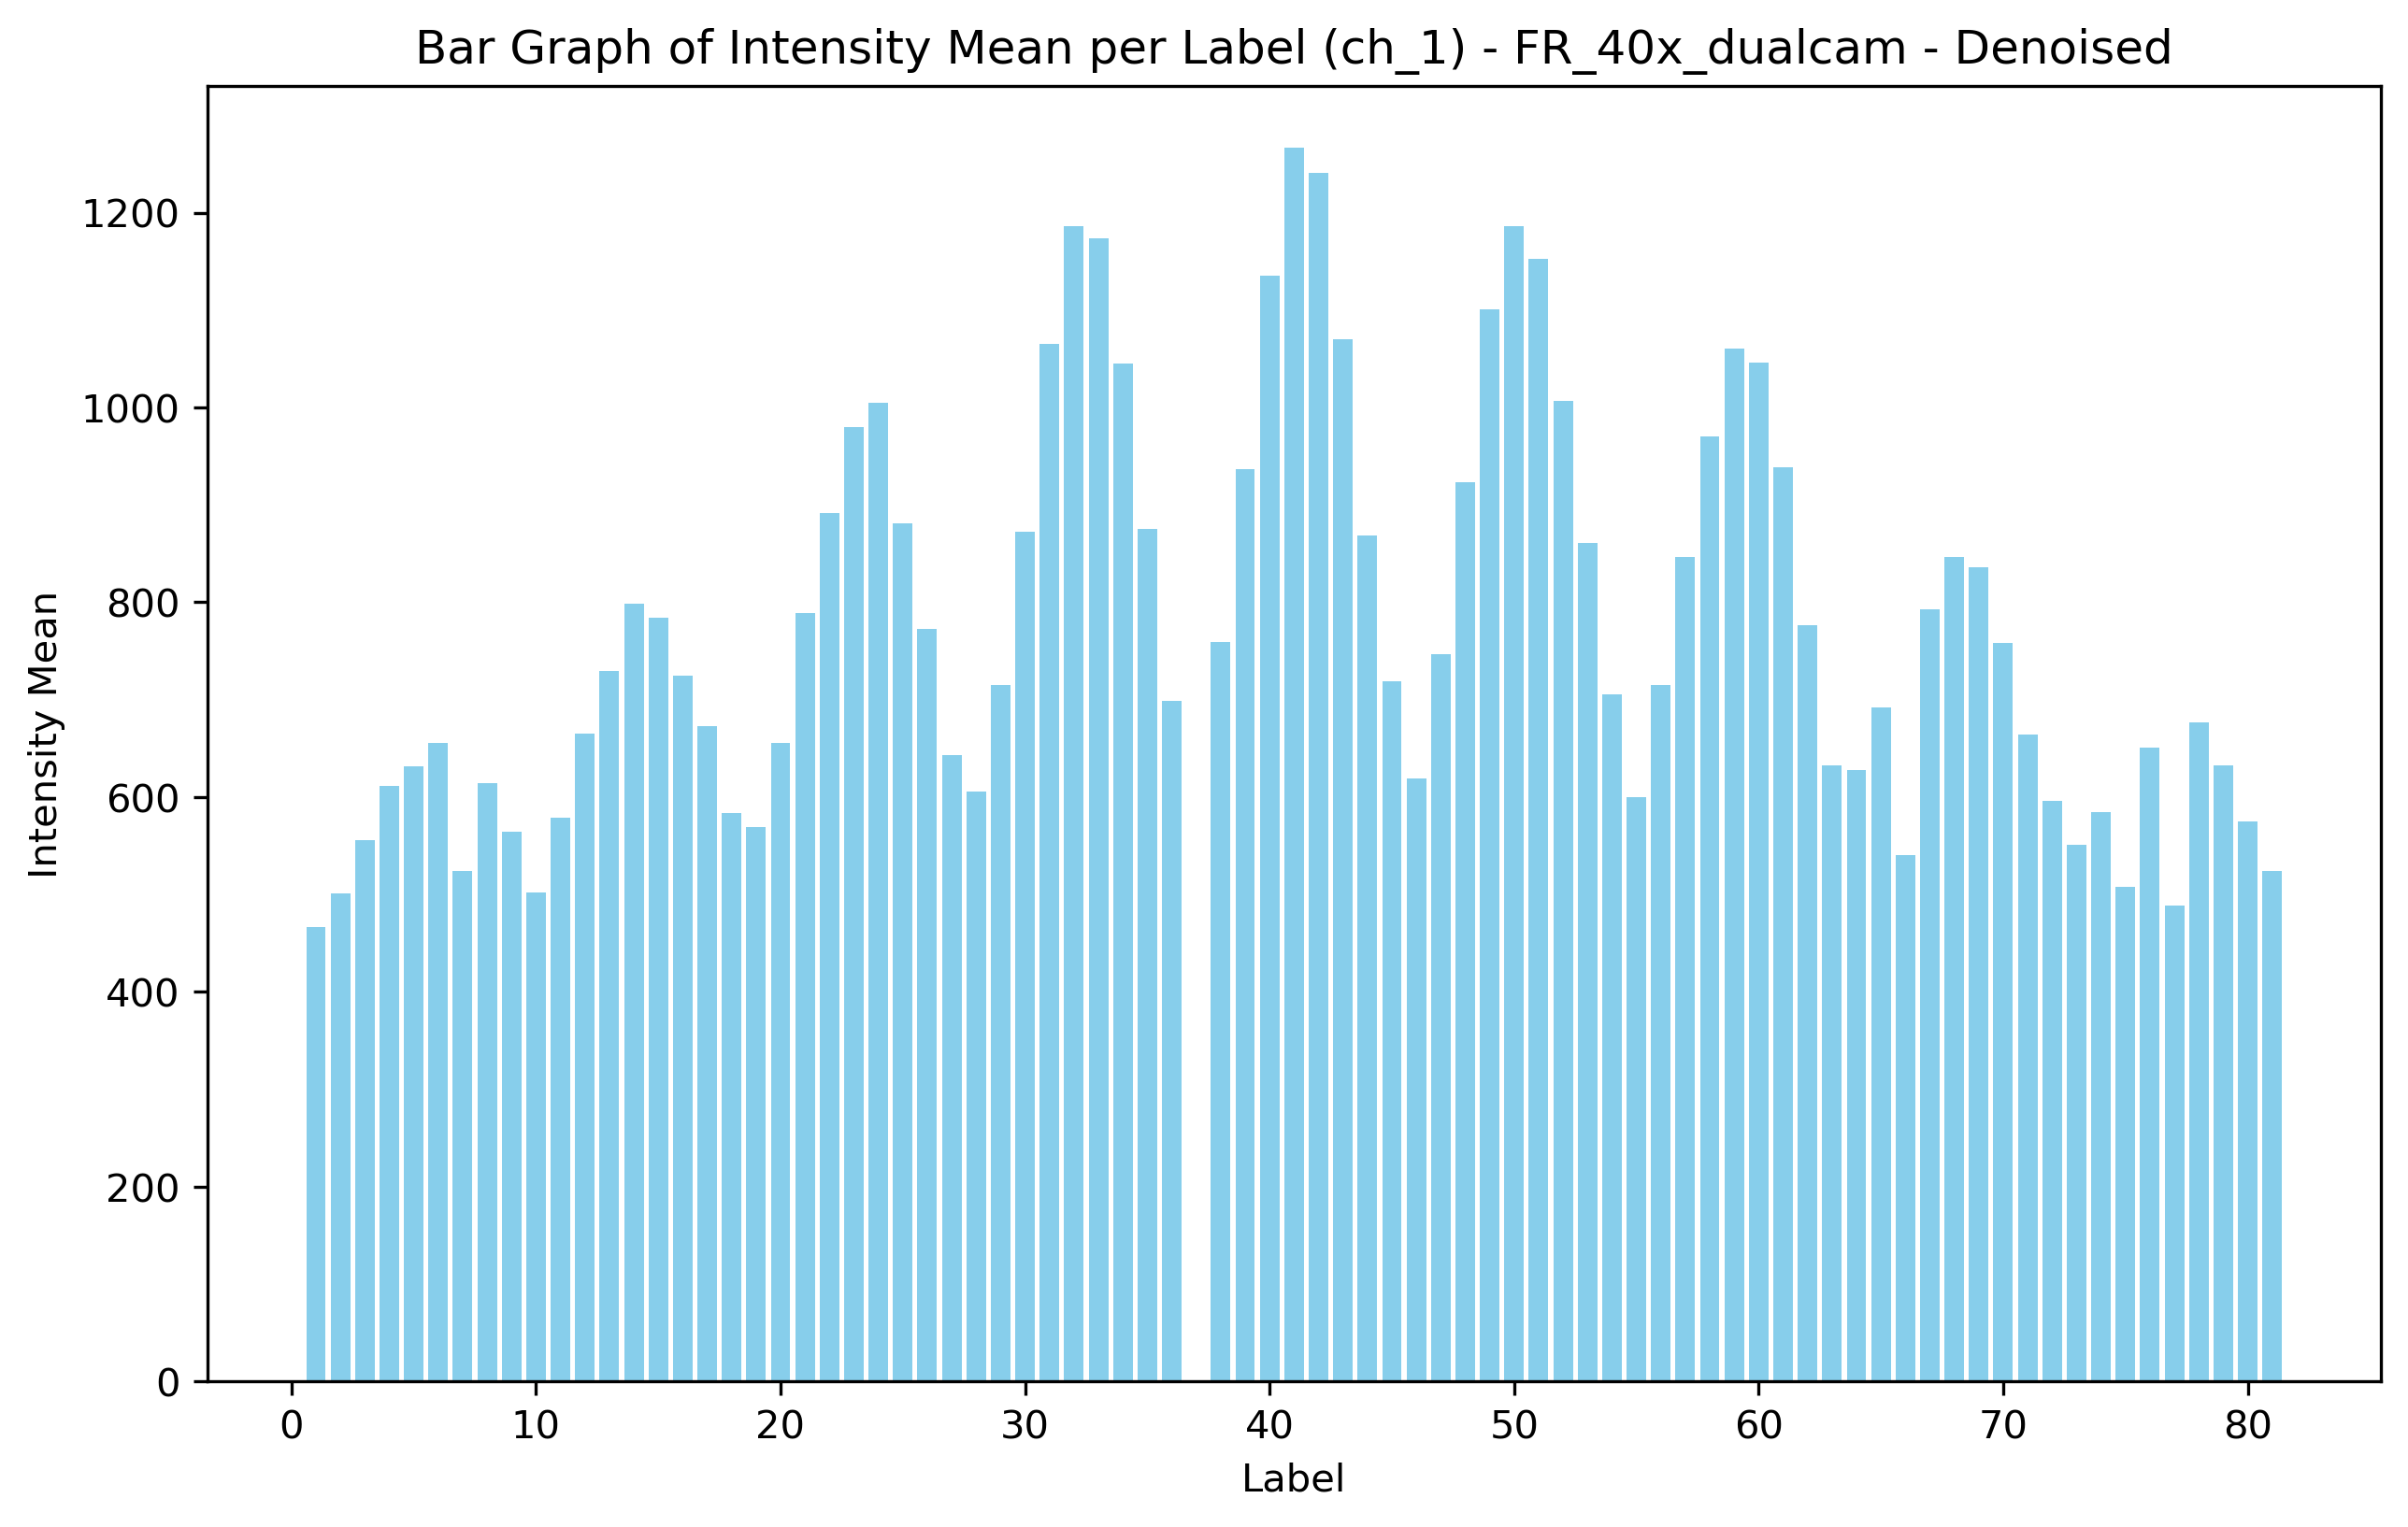 Bar Graph of Intensity Mean per Label (ch_1) - FR_40x_dualcam - Denoised
Intensity Mean
1200
1000
800
600
400
200
0
0 10 20 30 40 50 60 70 80
Label